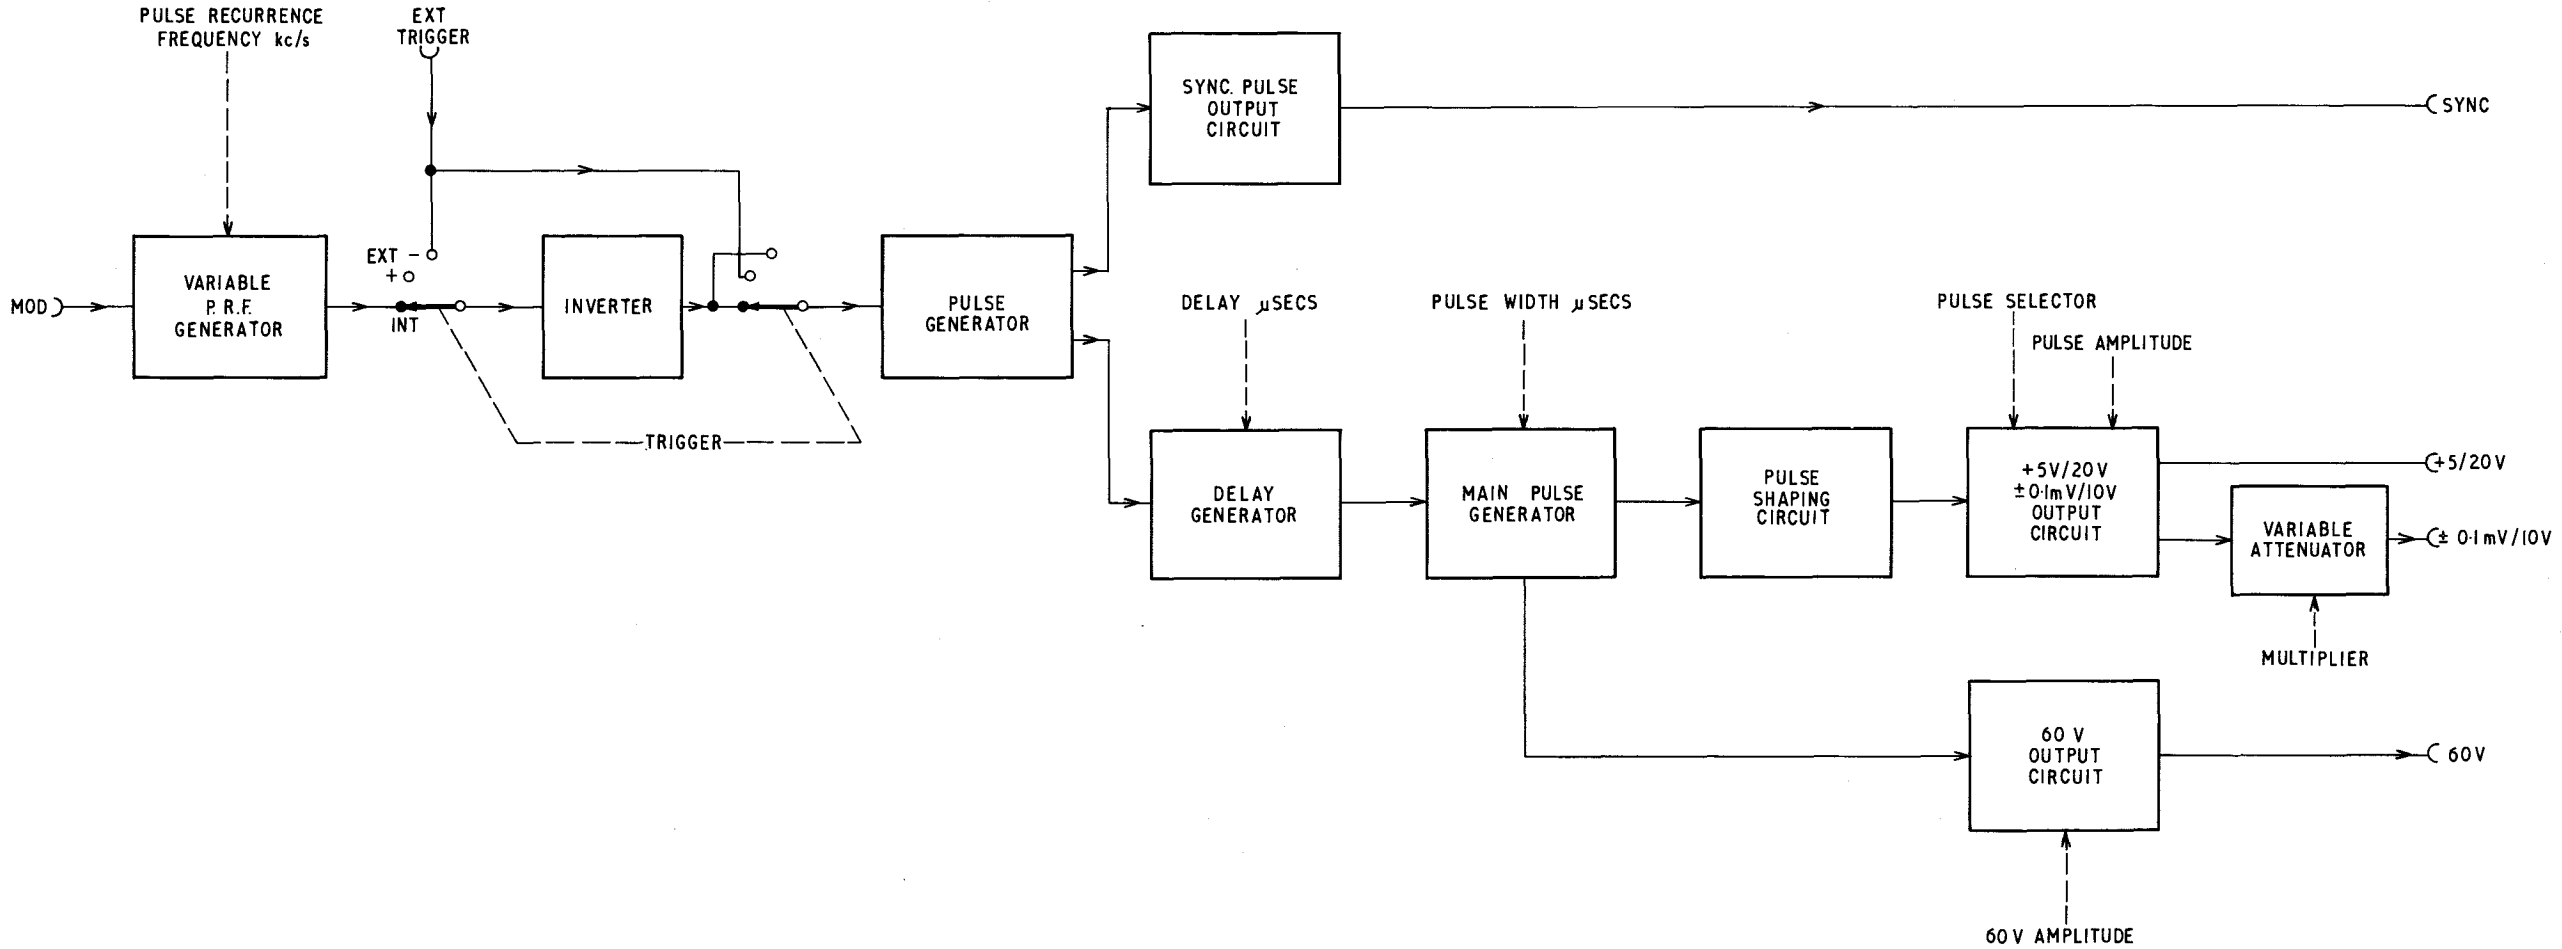 PULSE RECURRENCE
FREQUENCY kc/s
EXT
TRIGGER
SYNC. PULSE
OUTPUT
CIRCUIT
SYNC
MOD
VARIABLE
P.R.F.
GENERATOR
EXT -
+
INT
INVERTER
TRIGGER
PULSE
GENERATOR
DELAY μSECS
PULSE WIDTH μSECS
PULSE SELECTOR
PULSE AMPLITUDE
DELAY
GENERATOR
MAIN PULSE
GENERATOR
PULSE
SHAPING
CIRCUIT
+5V/20V
±0·1mV/10V
OUTPUT
CIRCUIT
+5/20V
VARIABLE
ATTENUATOR
± 0·1mV/10V
MULTIPLIER
60 V
OUTPUT
CIRCUIT
60V
60V AMPLITUDE